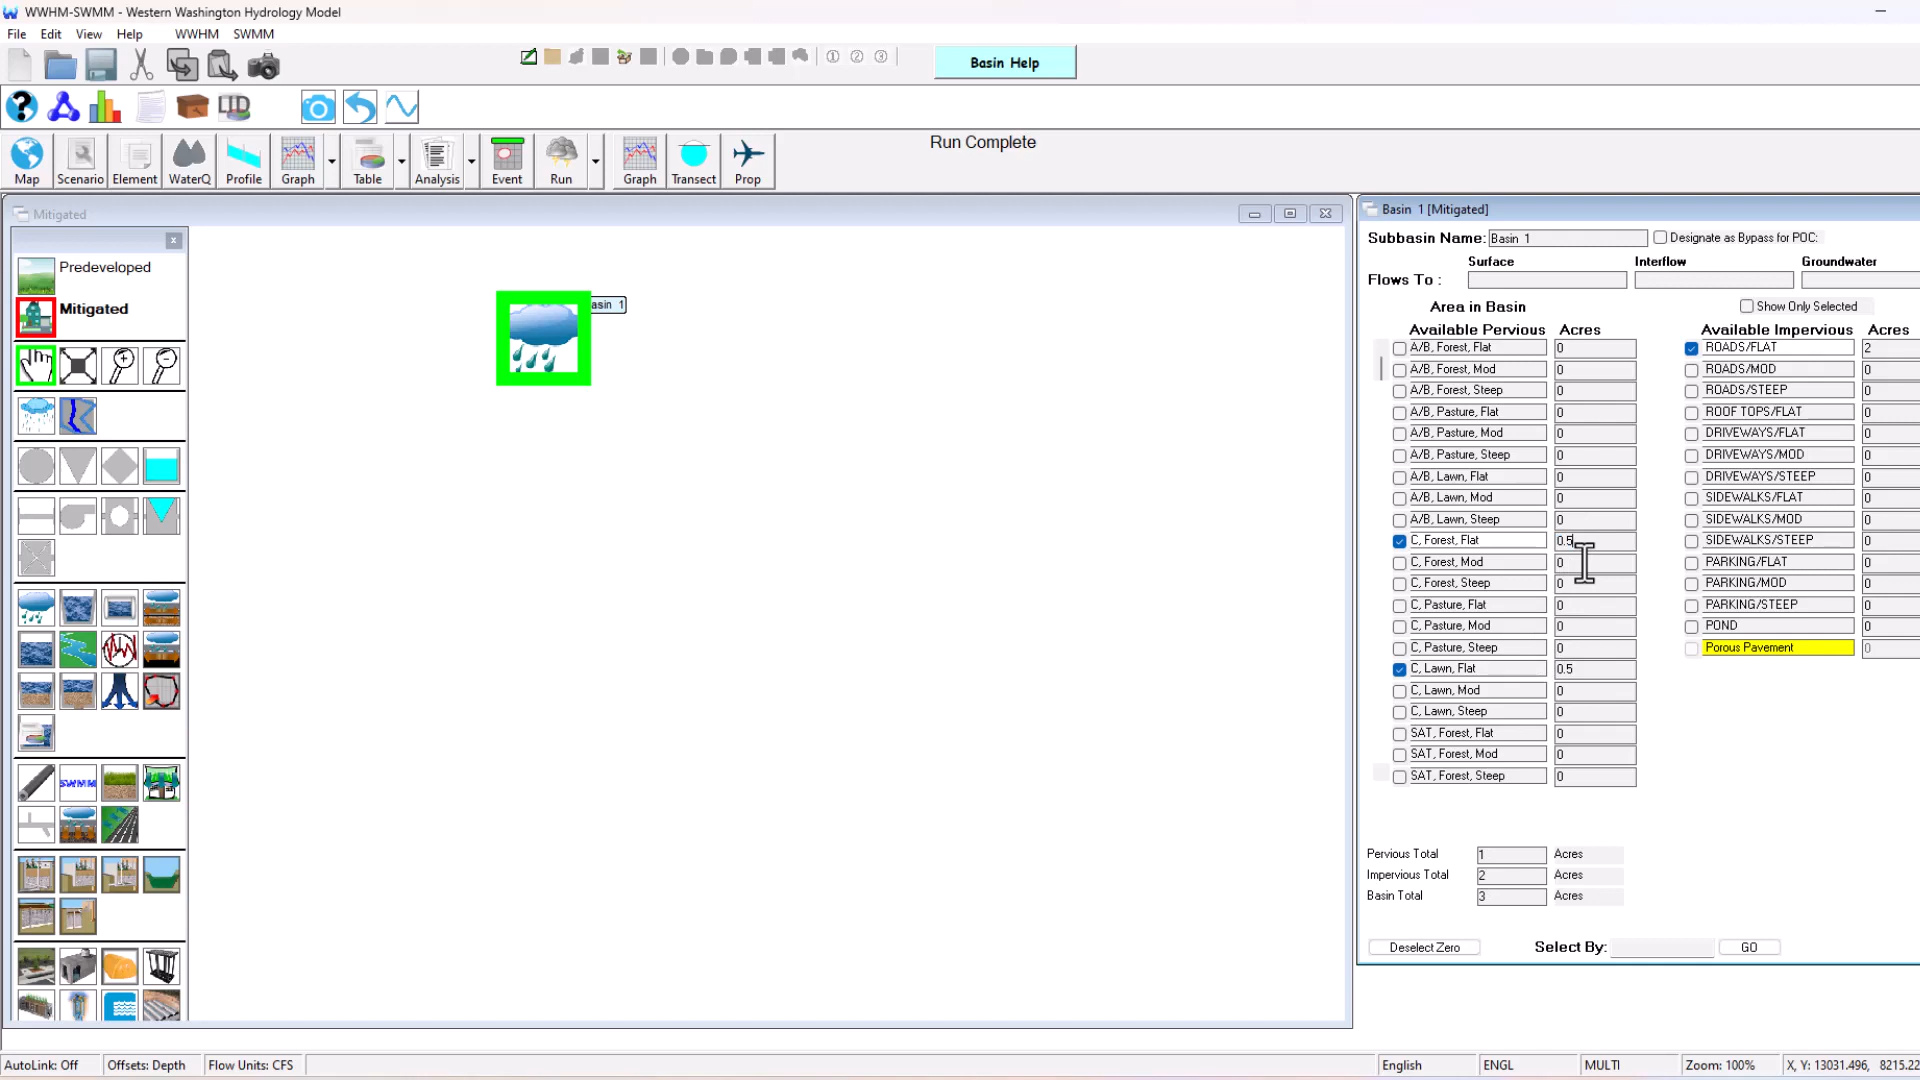 WWHM-SWMM - Western Washington Hydrology Model
File Edit View Help WWHM SWMM
Basin Help
LID
Map Scenario Element WaterQ Profile Graph Table Analysis Event Run Graph Transect Prop
Run Complete
Mitigated
Predeveloped
Mitigated
asin 1
SWMM
Basin 1 [Mitigated]
Subbasin Name: Basin 1 Designate as Bypass for POC:
Surface Interflow Groundwater
Flows To :
Area in Basin Show Only Selected
Available Pervious Acres Available Impervious Acres
A/B, Forest, Flat 0 ROADS/FLAT 2
A/B, Forest, Mod 0 ROADS/MOD 0
A/B, Forest, Steep 0 ROADS/STEEP 0
A/B, Pasture, Flat 0 ROOF TOPS/FLAT 0
A/B, Pasture, Mod 0 DRIVEWAYS/FLAT 0
A/B, Pasture, Steep 0 DRIVEWAYS/MOD 0
A/B, Lawn, Flat 0 DRIVEWAYS/STEEP 0
A/B, Lawn, Mod 0 SIDEWALKS/FLAT 0
A/B, Lawn, Steep 0 SIDEWALKS/MOD 0
C, Forest, Flat 0.5 SIDEWALKS/STEEP 0
C, Forest, Mod 0 PARKING/FLAT 0
C, Forest, Steep 0 PARKING/MOD 0
C, Pasture, Flat 0 PARKING/STEEP 0
C, Pasture, Mod 0 POND 0
C, Pasture, Steep 0 Porous Pavement 0
C, Lawn, Flat 0.5
C, Lawn, Mod 0
C, Lawn, Steep 0
SAT, Forest, Flat 0
SAT, Forest, Mod 0
SAT, Forest, Steep 0
Pervious Total 1 Acres
Impervious Total 2 Acres
Basin Total 3 Acres
Deselect Zero Select By: GO
AutoLink: Off Offsets: Depth Flow Units: CFS English ENGL MULTI Zoom: 100% X, Y: 13031.496, 8215.22